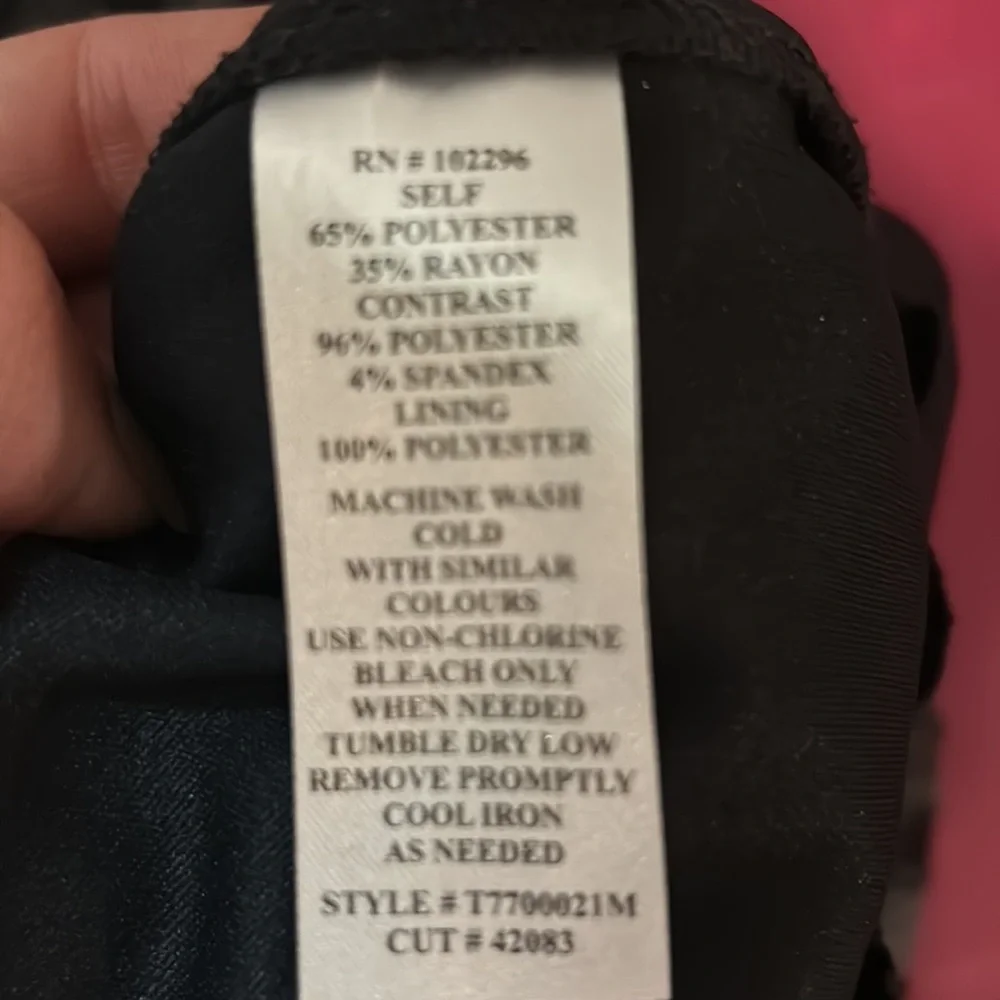 RN # 102296
SELF
65% POLYESTER
35% RAYON
CONTRAST
96% POLYESTER
4% SPANDEX
LINING
100% POLYESTER
MACHINE WASH
COLD
WITH SIMILAR
COLOURS
USE NON-CHLORINE
BLEACH ONLY
WHEN NEEDED
TUMBLE DRY LOW
REMOVE PROMPTLY
COOL IRON
AS NEEDED
STYLE # T7700021M
CUT # 42083